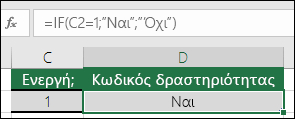 fx =IF(C2=1;"Ναι";"Όχι")
C D
Ενεργή; Κωδικός δραστηριότητας
1 Ναι